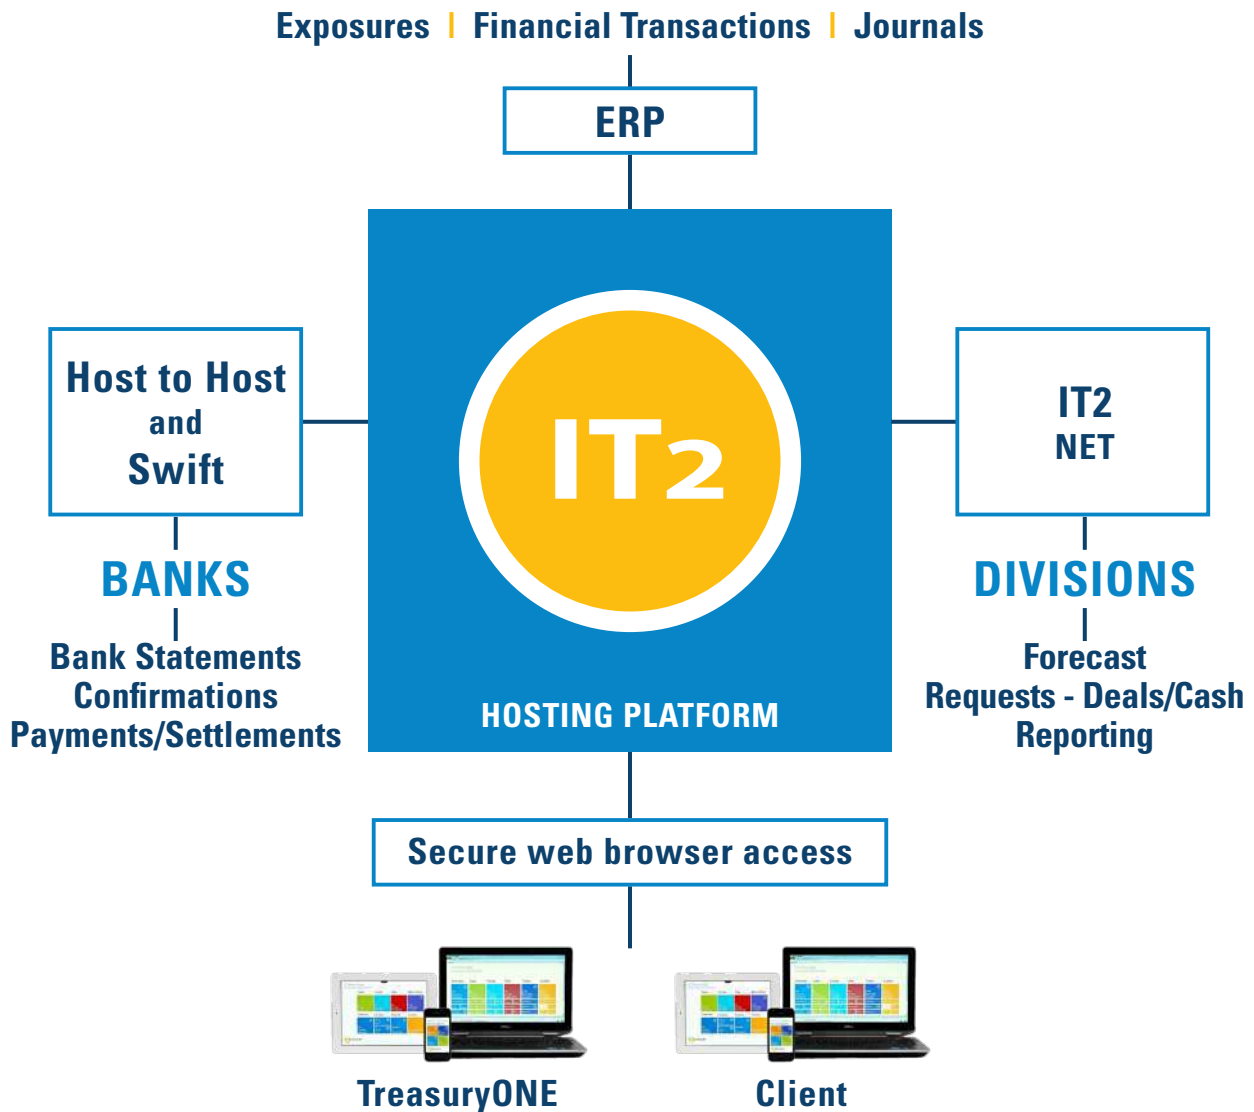 Exposures | Financial Transactions | Journals
ERP
Host to Host
and
Swift
IT2
IT2
NET
BANKS
DIVISIONS
Bank Statements
Confirmations
Payments/Settlements
Forecast
Requests - Deals/Cash
Reporting
HOSTING PLATFORM
Secure web browser access
TreasuryONE
Client